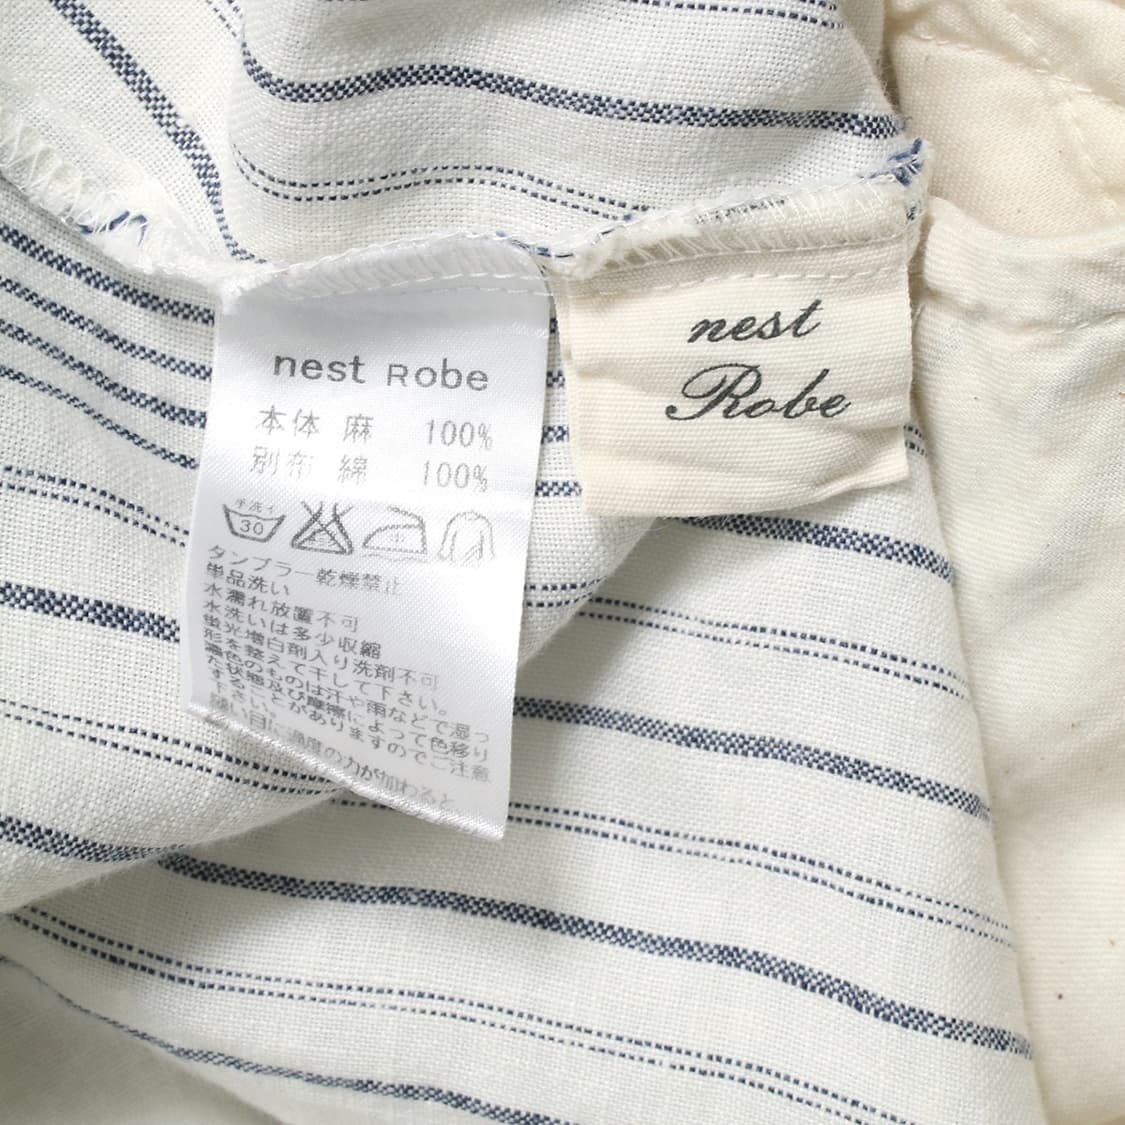 nest Robe
本体 麻 100%
別布 綿 100%
手洗イ
30
タンブラー乾燥禁止
単品洗い
水濡れ放置不可
水洗いは多少収縮
蛍光増白剤入り洗剤不可
形を整えて干して下さい。
濃色のものは汗や雨などで湿っ
た状態及び摩擦によって色移り
することがありますのでご注意
下さい。
縫い目に過度の力が加わると
nest
Robe